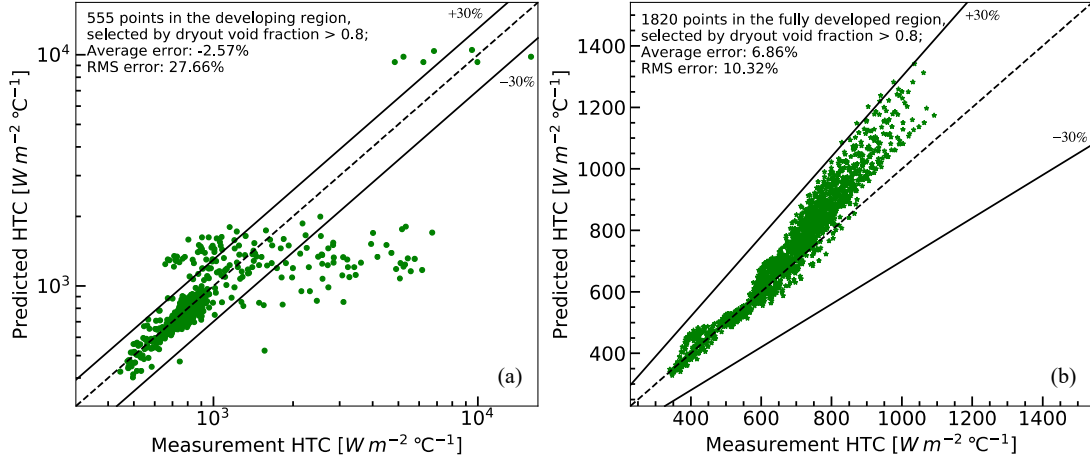 555 points in the developing region,
selected by dryout void fraction > 0.8;
Average error: -2.57%
RMS error: 27.66%
+30%
−30%
10⁴
10³
Predicted HTC [W m⁻² °C⁻¹]
10³ 10⁴
Measurement HTC [W m⁻² °C⁻¹]
(a)
1820 points in the fully developed region,
selected by dryout void fraction > 0.8;
Average error: 6.86%
RMS error: 10.32%
+30%
−30%
1400
1200
1000
800
600
400
Predicted HTC [W m⁻² °C⁻¹]
400 600 800 1000 1200 1400
Measurement HTC [W m⁻² °C⁻¹]
(b)